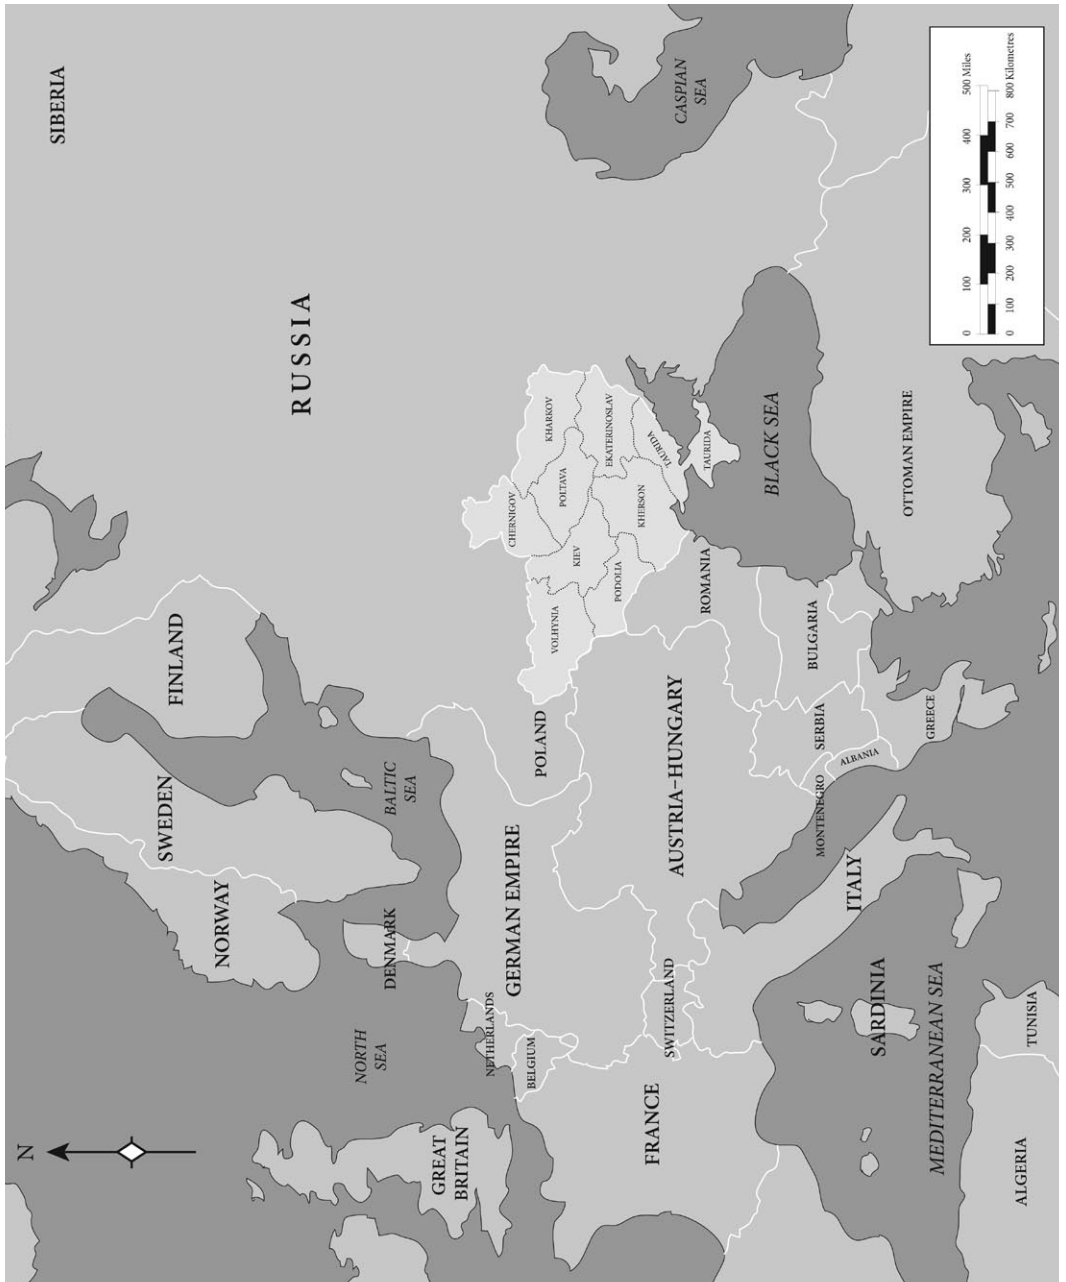 N
SIBERIA
RUSSIA
FINLAND
SWEDEN
NORWAY
BALTIC
SEA
DENMARK
NORTH
SEA
GREAT
BRITAIN
NETHERLANDS
BELGIUM
GERMAN EMPIRE
POLAND
FRANCE
SWITZERLAND
AUSTRIA–HUNGARY
VOLHYNIA
KIEV
CHERNIGOV
POLTAVA
KHARKOV
PODOLIA
KHERSON
EKATERINOSLAV
TAURIDA
TAURIDA
ROMANIA
BLACK SEA
CASPIAN
SEA
BULGARIA
SERBIA
MONTENEGRO
ALBANIA
GREECE
ITALY
SARDINIA
MEDITERRANEAN SEA
OTTOMAN EMPIRE
ALGERIA
TUNISIA
0 100 200 300 400 500 Miles
0 100 200 300 400 500 600 700 800 Kilometres